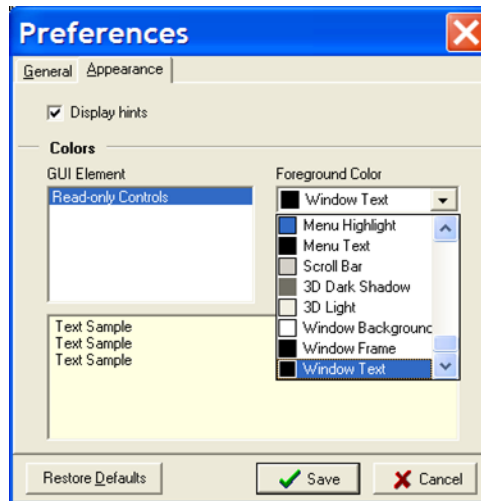 Preferences
General Appearance
Display hints
Colors
GUI Element
Foreground Color
Read-only Controls
Window Text
Menu Highlight
Menu Text
Scroll Bar
3D Dark Shadow
3D Light
Window Background
Window Frame
Window Text
Text Sample
Text Sample
Text Sample
Restore Defaults
Save
Cancel